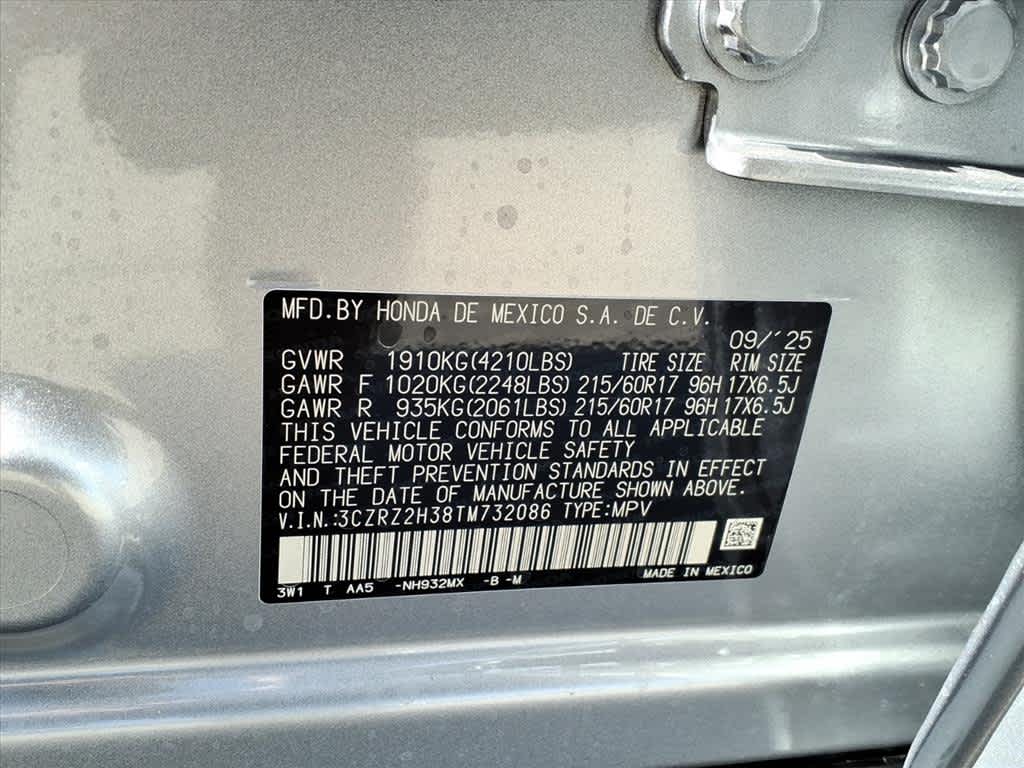 MFD.BY HONDA DE MEXICO S.A. DE C.V.
09/'25
GVWR 1910KG(4210LBS) TIRE SIZE RIM SIZE
GAWR F 1020KG(2248LBS) 215/60R17 96H 17X6.5J
GAWR R 935KG(2061LBS) 215/60R17 96H 17X6.5J
THIS VEHICLE CONFORMS TO ALL APPLICABLE
FEDERAL MOTOR VEHICLE SAFETY
AND THEFT PREVENTION STANDARDS IN EFFECT
ON THE DATE OF MANUFACTURE SHOWN ABOVE.
V.I.N.:3CZRZ2H38TM732086 TYPE:MPV
3W1 T AA5 -NH932MX -B -M MADE IN MEXICO